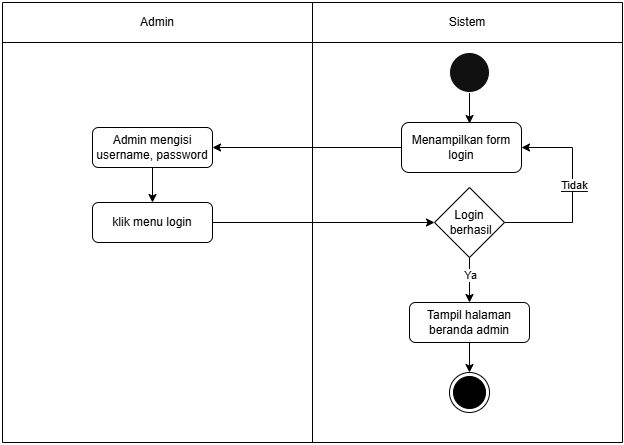 Admin
Sistem
Menampilkan form
login
Admin mengisi
username, password
klik menu login
Login
berhasil
Tidak
Ya
Tampil halaman
beranda admin